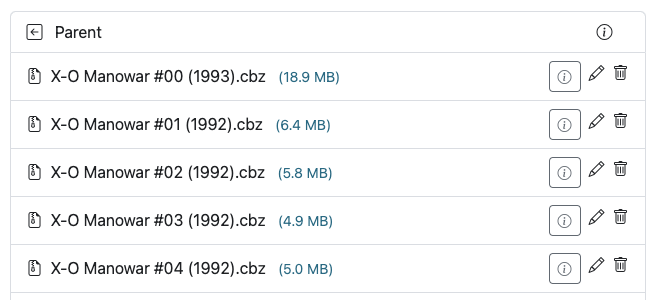 Parent
X-O Manowar #00 (1993).cbz (18.9 MB)
X-O Manowar #01 (1992).cbz (6.4 MB)
X-O Manowar #02 (1992).cbz (5.8 MB)
X-O Manowar #03 (1992).cbz (4.9 MB)
X-O Manowar #04 (1992).cbz (5.0 MB)